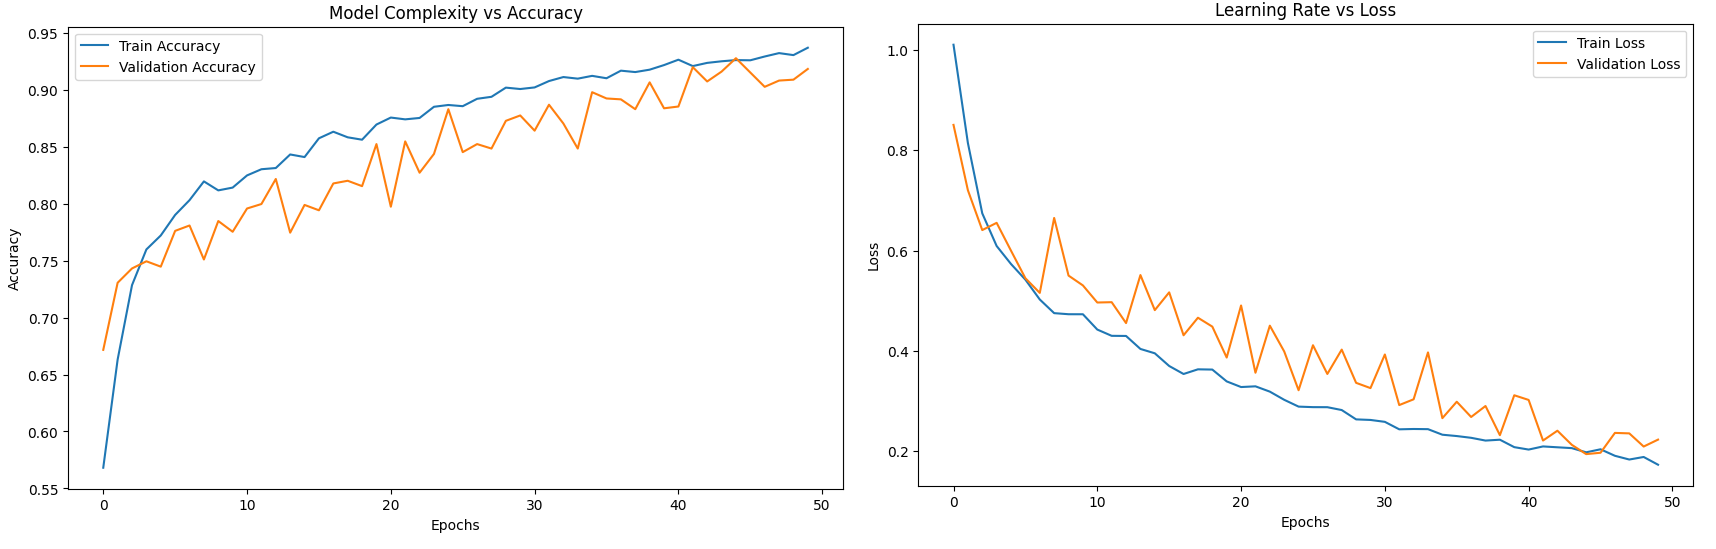 Model Complexity vs Accuracy
Train Accuracy
Validation Accuracy
Accuracy
0.95
0.90
0.85
0.80
0.75
0.70
0.65
0.60
0.55
0 10 20 30 40 50
Epochs
Learning Rate vs Loss
Train Loss
Validation Loss
Loss
1.0
0.8
0.6
0.4
0.2
0 10 20 30 40 50
Epochs